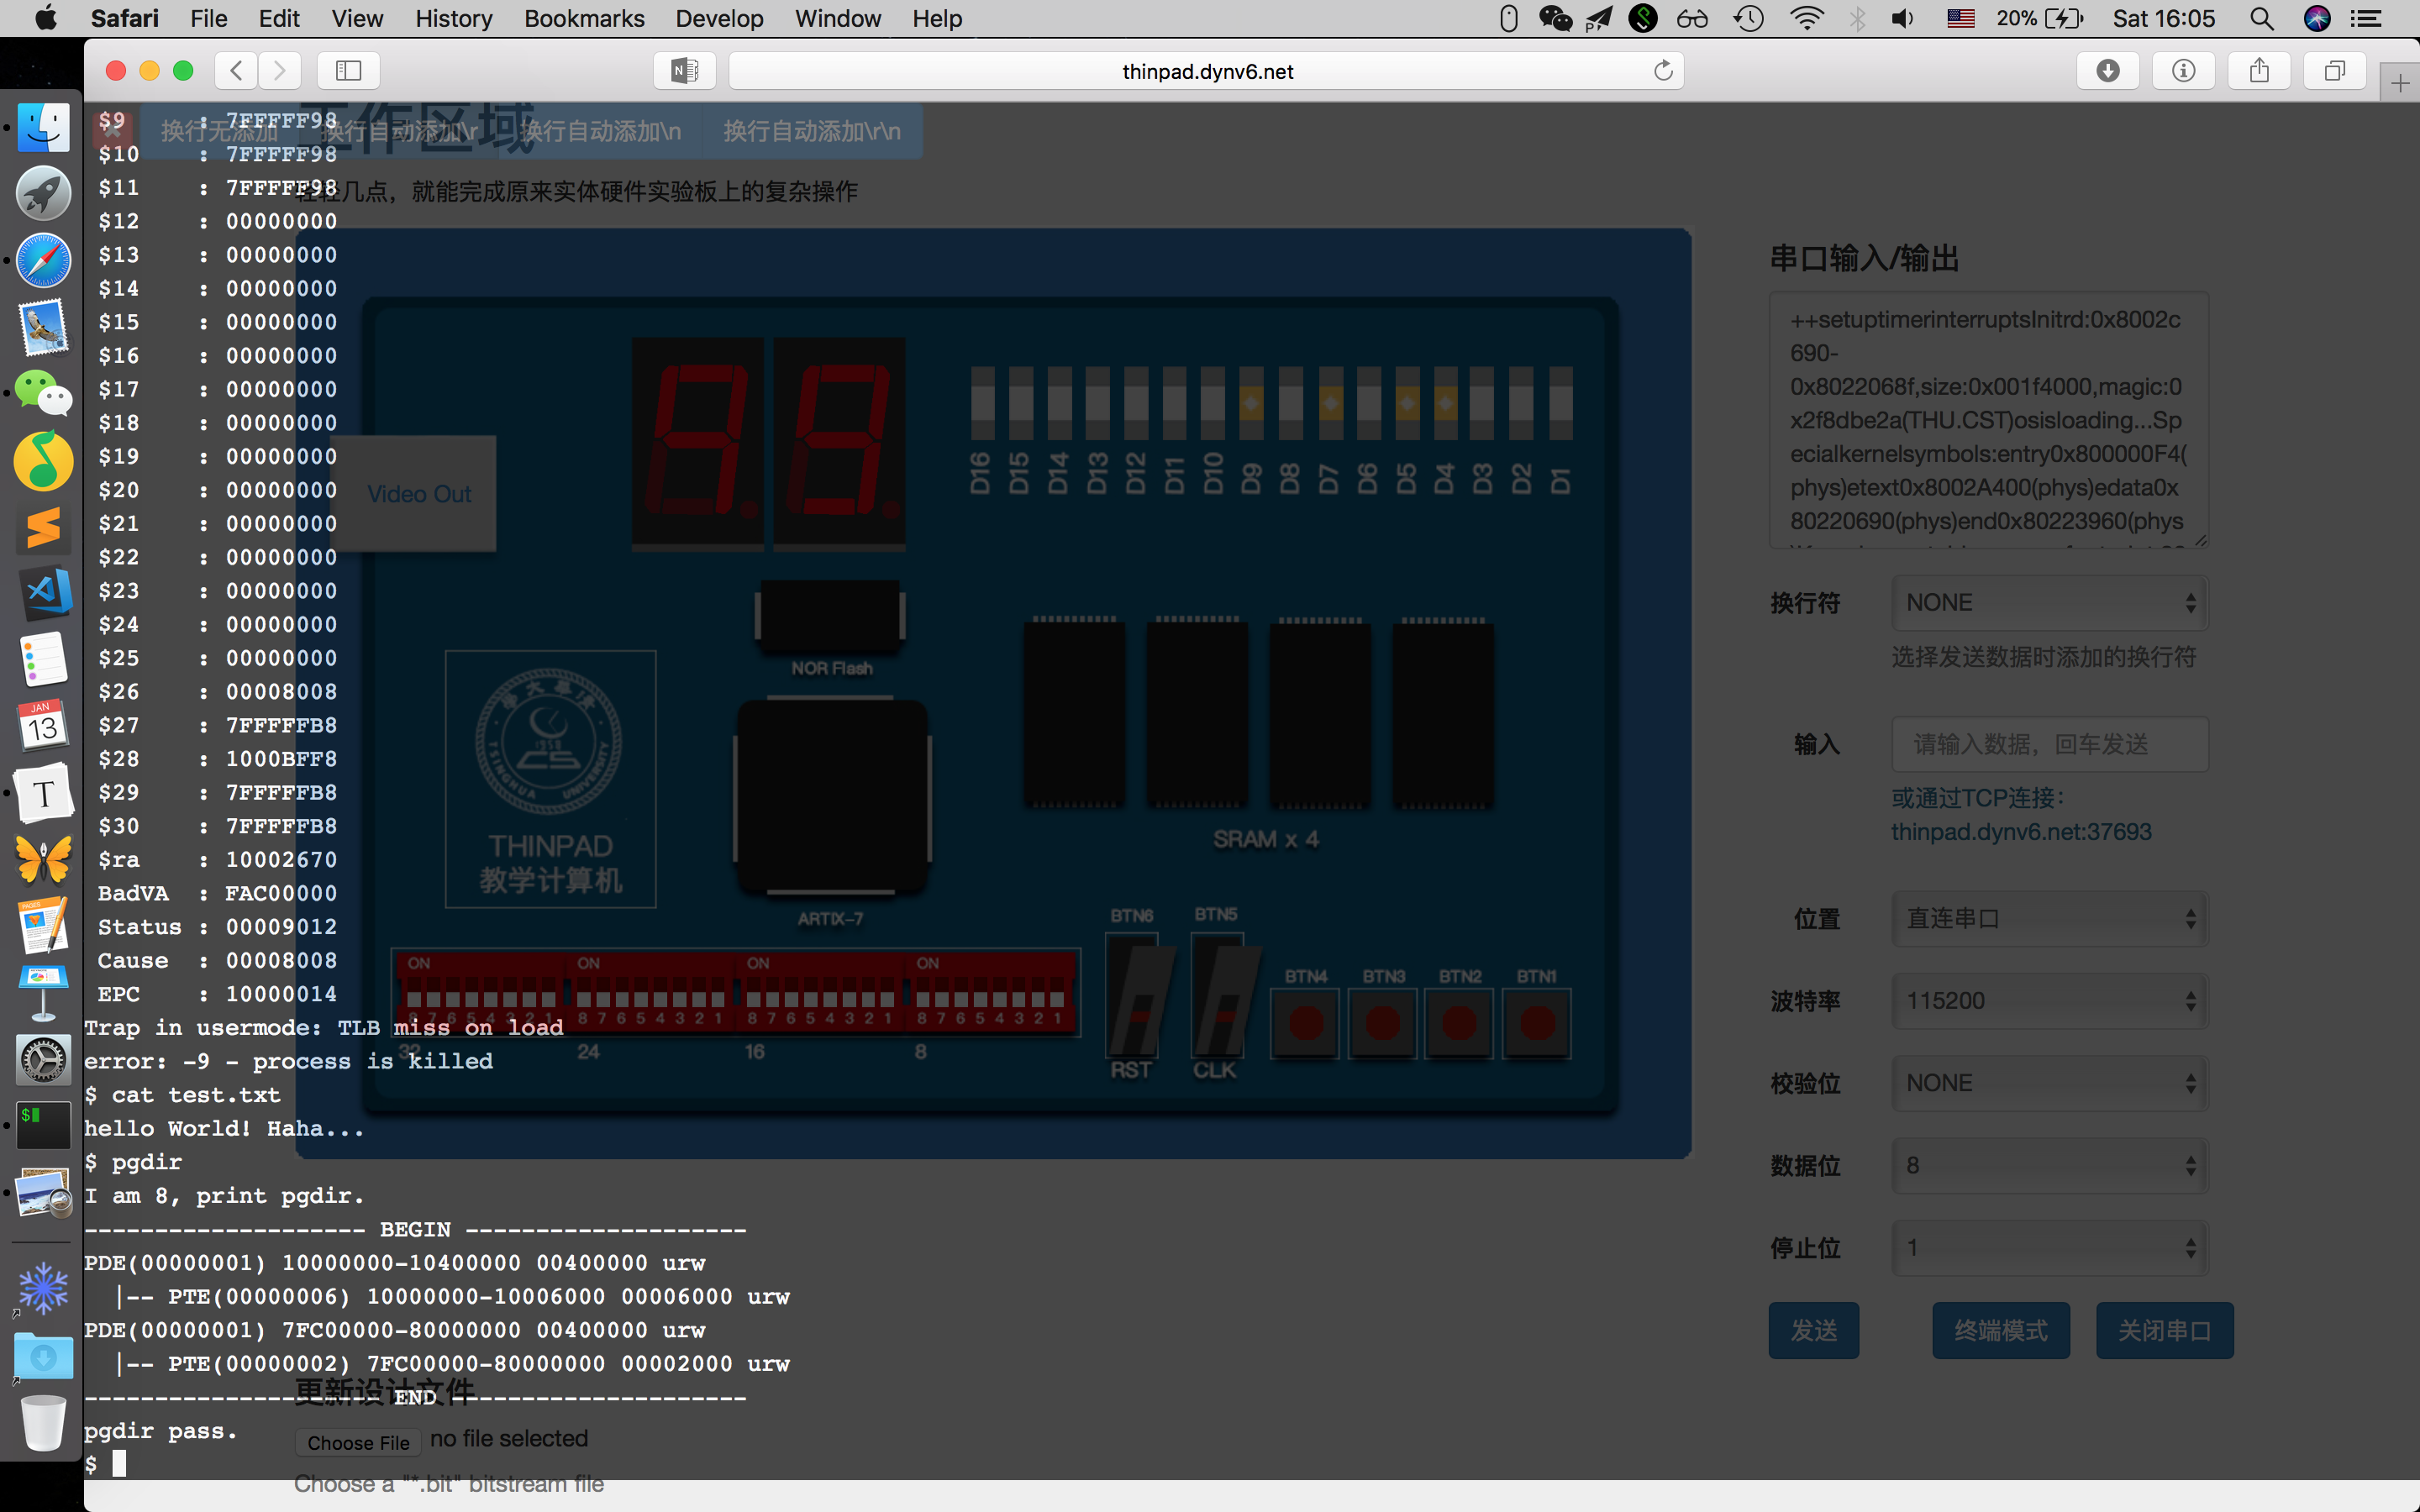 Safari File Edit View History Bookmarks Develop Window Help
20% Sat 16:05
thinpad.dynv6.net
工作区域
换行无添加 换行自动添加\r 换行自动添加\n 换行自动添加\r\n
几点，就能完成原来实体硬件实验板上的复杂操作
$9 : 7FFFFF98
$10 : 7FFFFF98
$11 : 7FFFFF98
$12 : 00000000
$13 : 00000000
$14 : 00000000
$15 : 00000000
$16 : 00000000
$17 : 00000000
$18 : 00000000
$19 : 00000000
$20 : 00000000
$21 : 00000000
$22 : 00000000
$23 : 00000000
$24 : 00000000
$25 : 00000000
$26 : 00008008
$27 : 7FFFFFB8
$28 : 1000BFF8
$29 : 7FFFFFB8
$30 : 7FFFFFB8
$ra : 10002670
BadVA : FAC00000
Status : 00009012
Cause : 00008008
EPC : 10000014
Trap in usermode: TLB miss on load
error: -9 - process is killed
$ cat test.txt
hello World! Haha...
$ pgdir
I am 8, print pgdir.
-------------------- BEGIN --------------------
PDE(00000001) 10000000-10400000 00400000 urw
|-- PTE(00000006) 10000000-10006000 00006000 urw
PDE(00000001) 7FC00000-80000000 00400000 urw
|-- PTE(00000002) 7FC00000-80000000 00002000 urw
--------------------- END ---------------------
pgdir pass.
$
Video Out
D16 D15 D14 D13 D12 D11 D10 D9 D8 D7 D6 D5 D4 D3 D2 D1
NOR Flash
1958
TSINGHUA UNIVERSITY
THINPAD
教学计算机
ARTIX-7
SRAM x 4
ON ON ON ON
8 7 6 5 4 3 2 1 8 7 6 5 4 3 2 1 8 7 6 5 4 3 2 1 8 7 6 5 4 3 2 1
32 24 16 8
BTN6 BTN5
RST CLK
BTN4 BTN3 BTN2 BTN1
更新设计文件
Choose File no file selected
Choose a "*.bit" bitstream file
串口输入/输出
++setuptimerinterruptsInitrd:0x8002c
690-
0x8022068f,size:0x001f4000,magic:0
x2f8dbe2a(THU.CST)osisloading...Sp
ecialkernelsymbols:entry0x800000F4(
phys)etext0x8002A400(phys)edata0x
80220690(phys)end0x80223960(phys
换行符 NONE
选择发送数据时添加的换行符
输入 请输入数据，回车发送
或通过TCP连接：
thinpad.dynv6.net:37693
位置 直连串口
波特率 115200
校验位 NONE
数据位 8
停止位 1
发送 终端模式 关闭串口
JAN
13